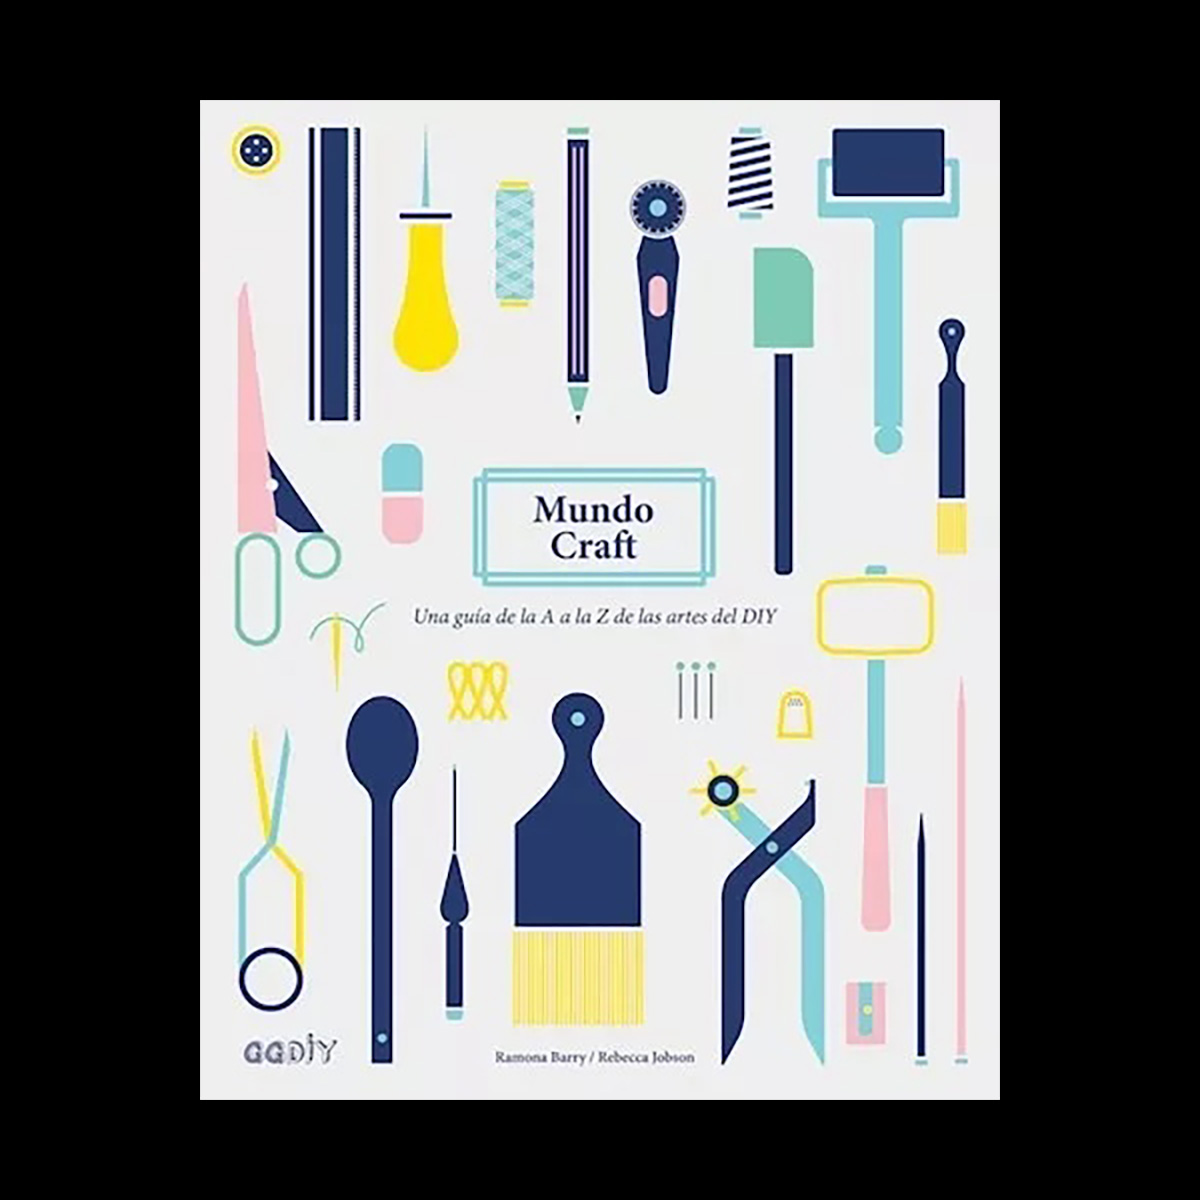 Mundo
Craft
Una guía de la A a la Z de las artes del DIY
GGDIY
Ramona Barry / Rebecca Jobson